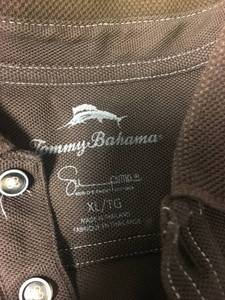 Tommy Bahama
XL/TG
MADE IN THAILAND
FABRIQUÉ EN THAÏLANDE